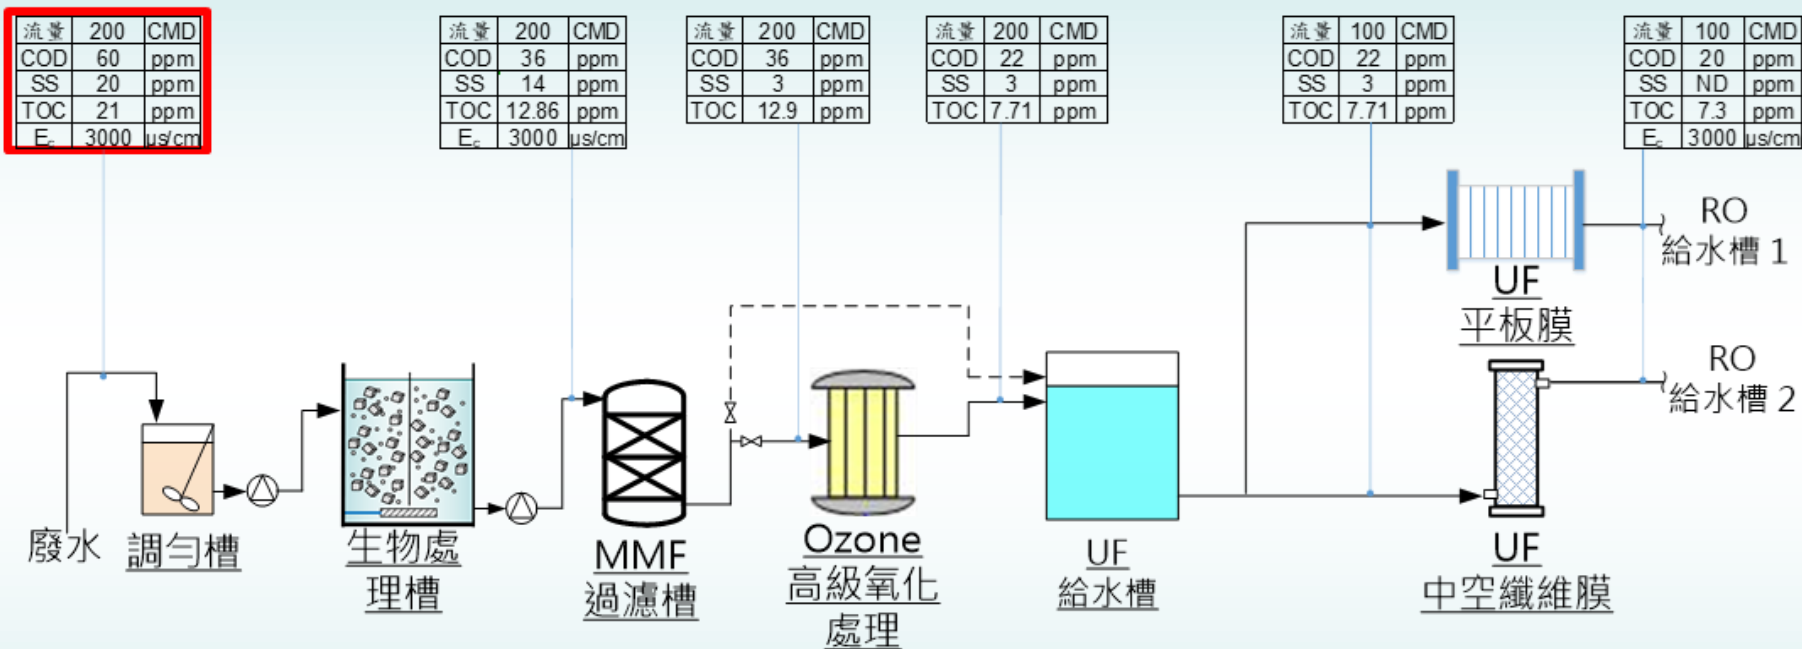 流量 200 CMD
COD 60 ppm
SS 20 ppm
TOC 21 ppm
Ec 3000 μs/cm
流量 200 CMD
COD 36 ppm
SS 14 ppm
TOC 12.86 ppm
Ec 3000 μs/cm
流量 200 CMD
COD 36 ppm
SS 3 ppm
TOC 12.9 ppm
流量 200 CMD
COD 22 ppm
SS 3 ppm
TOC 7.71 ppm
流量 100 CMD
COD 22 ppm
SS 3 ppm
TOC 7.71 ppm
流量 100 CMD
COD 20 ppm
SS ND ppm
TOC 7.3 ppm
Ec 3000 μs/cm
廢水
調勻槽
生物處
理槽
MMF
過濾槽
Ozone
高級氧化
處理
UF
給水槽
UF
平板膜
RO
給水槽 1
UF
中空纖維膜
RO
給水槽 2